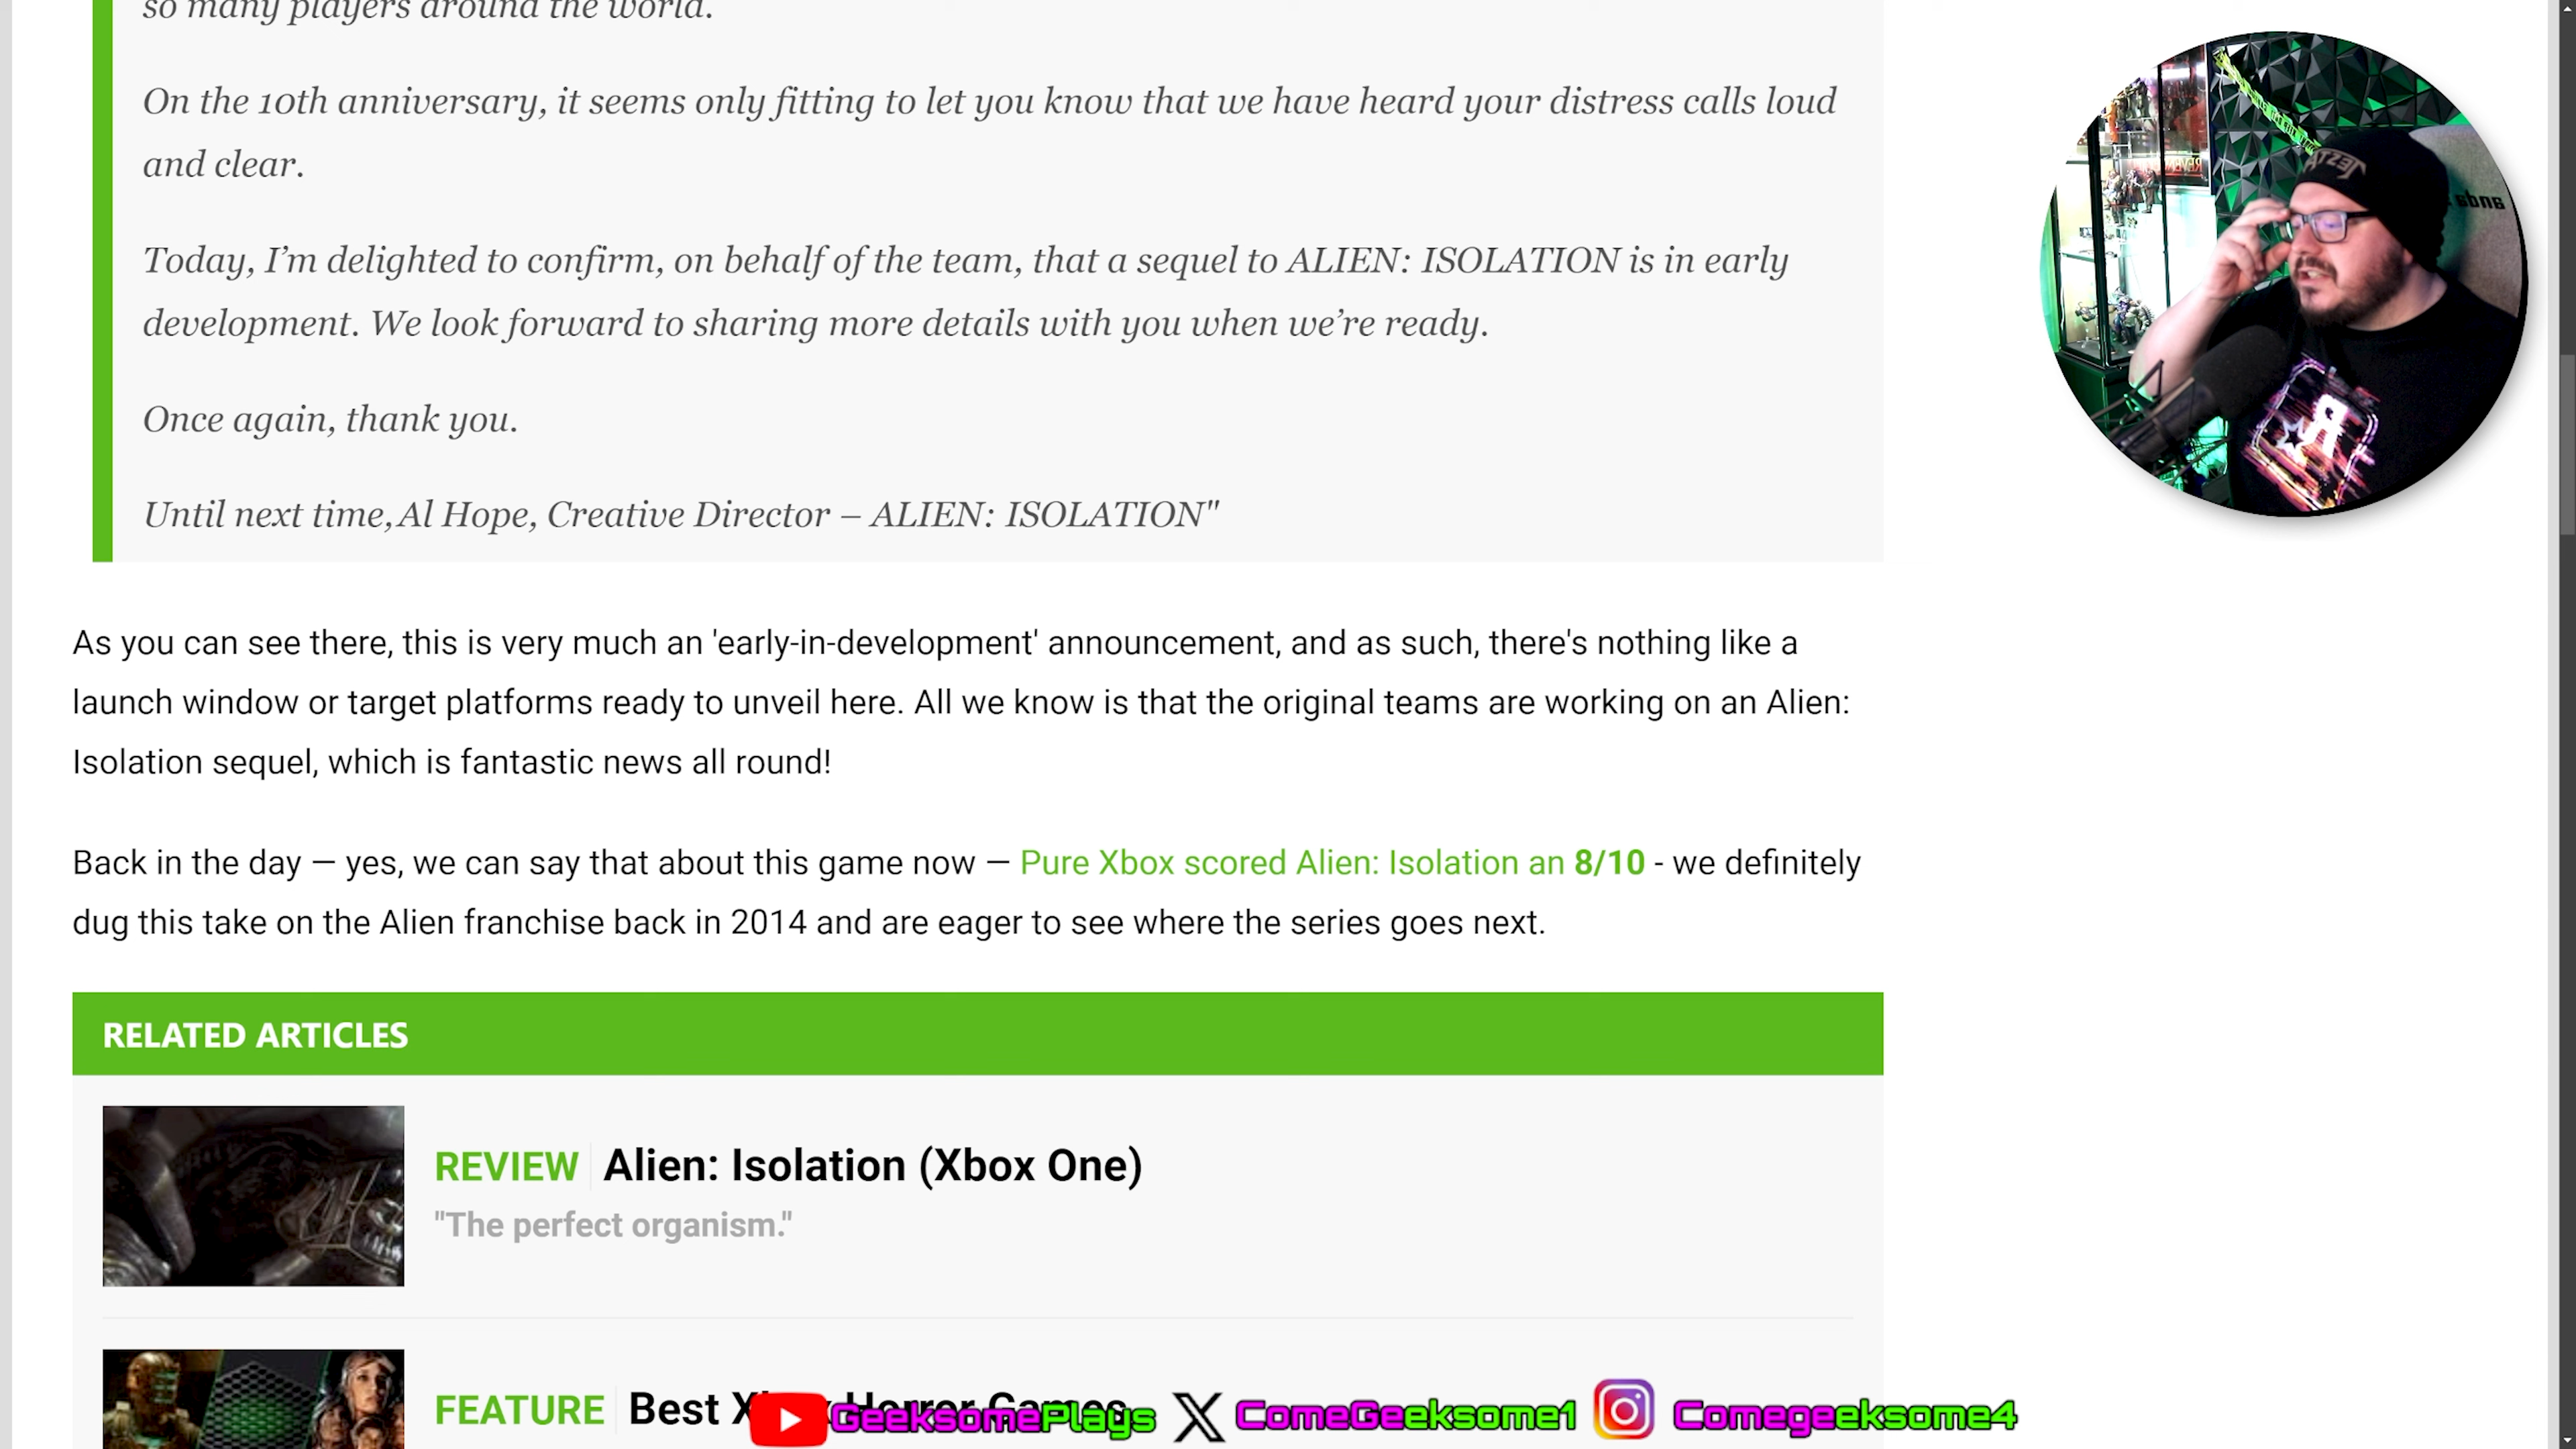 so many players around the world.
On the 10th anniversary, it seems only fitting to let you know that we have heard your distress calls loud
and clear.
Today, I’m delighted to confirm, on behalf of the team, that a sequel to ALIEN: ISOLATION is in early
development. We look forward to sharing more details with you when we’re ready.
Once again, thank you.
Until next time, Al Hope, Creative Director – ALIEN: ISOLATION"
As you can see there, this is very much an 'early-in-development' announcement, and as such, there's nothing like a
launch window or target platforms ready to unveil here. All we know is that the original teams are working on an Alien:
Isolation sequel, which is fantastic news all round!
Back in the day — yes, we can say that about this game now — Pure Xbox scored Alien: Isolation an 8/10 - we definitely
dug this take on the Alien franchise back in 2014 and are eager to see where the series goes next.
RELATED ARTICLES
REVIEW Alien: Isolation (Xbox One)
"The perfect organism."
FEATURE Best Xbox Horror Games
GeeksomePlays ComeGeeksome1 Comegeeksome4